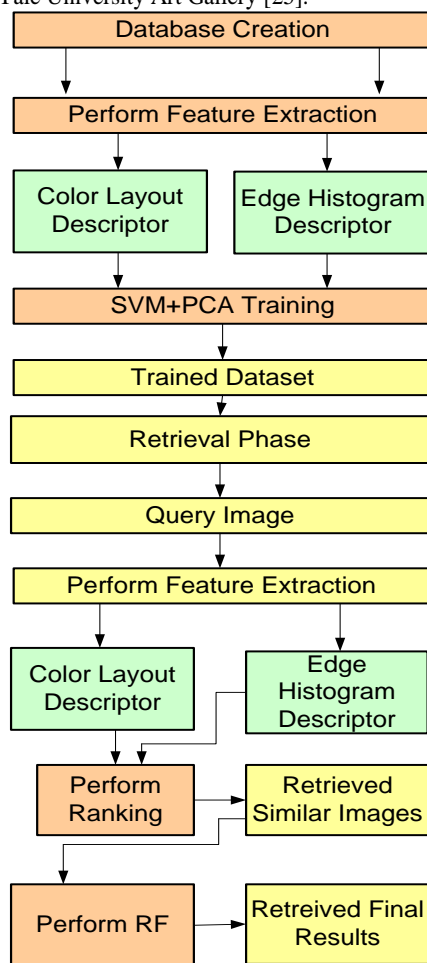 Yale University Art Gallery [25].
Database Creation
Perform Feature Extraction
Color Layout
Descriptor
Edge Histogram
Descriptor
SVM+PCA Training
Trained Dataset
Retrieval Phase
Query Image
Perform Feature Extraction
Color Layout
Descriptor
Edge
Histogram
Descriptor
Perform
Ranking
Retrieved
Similar Images
Perform RF
Retreived Final
Results